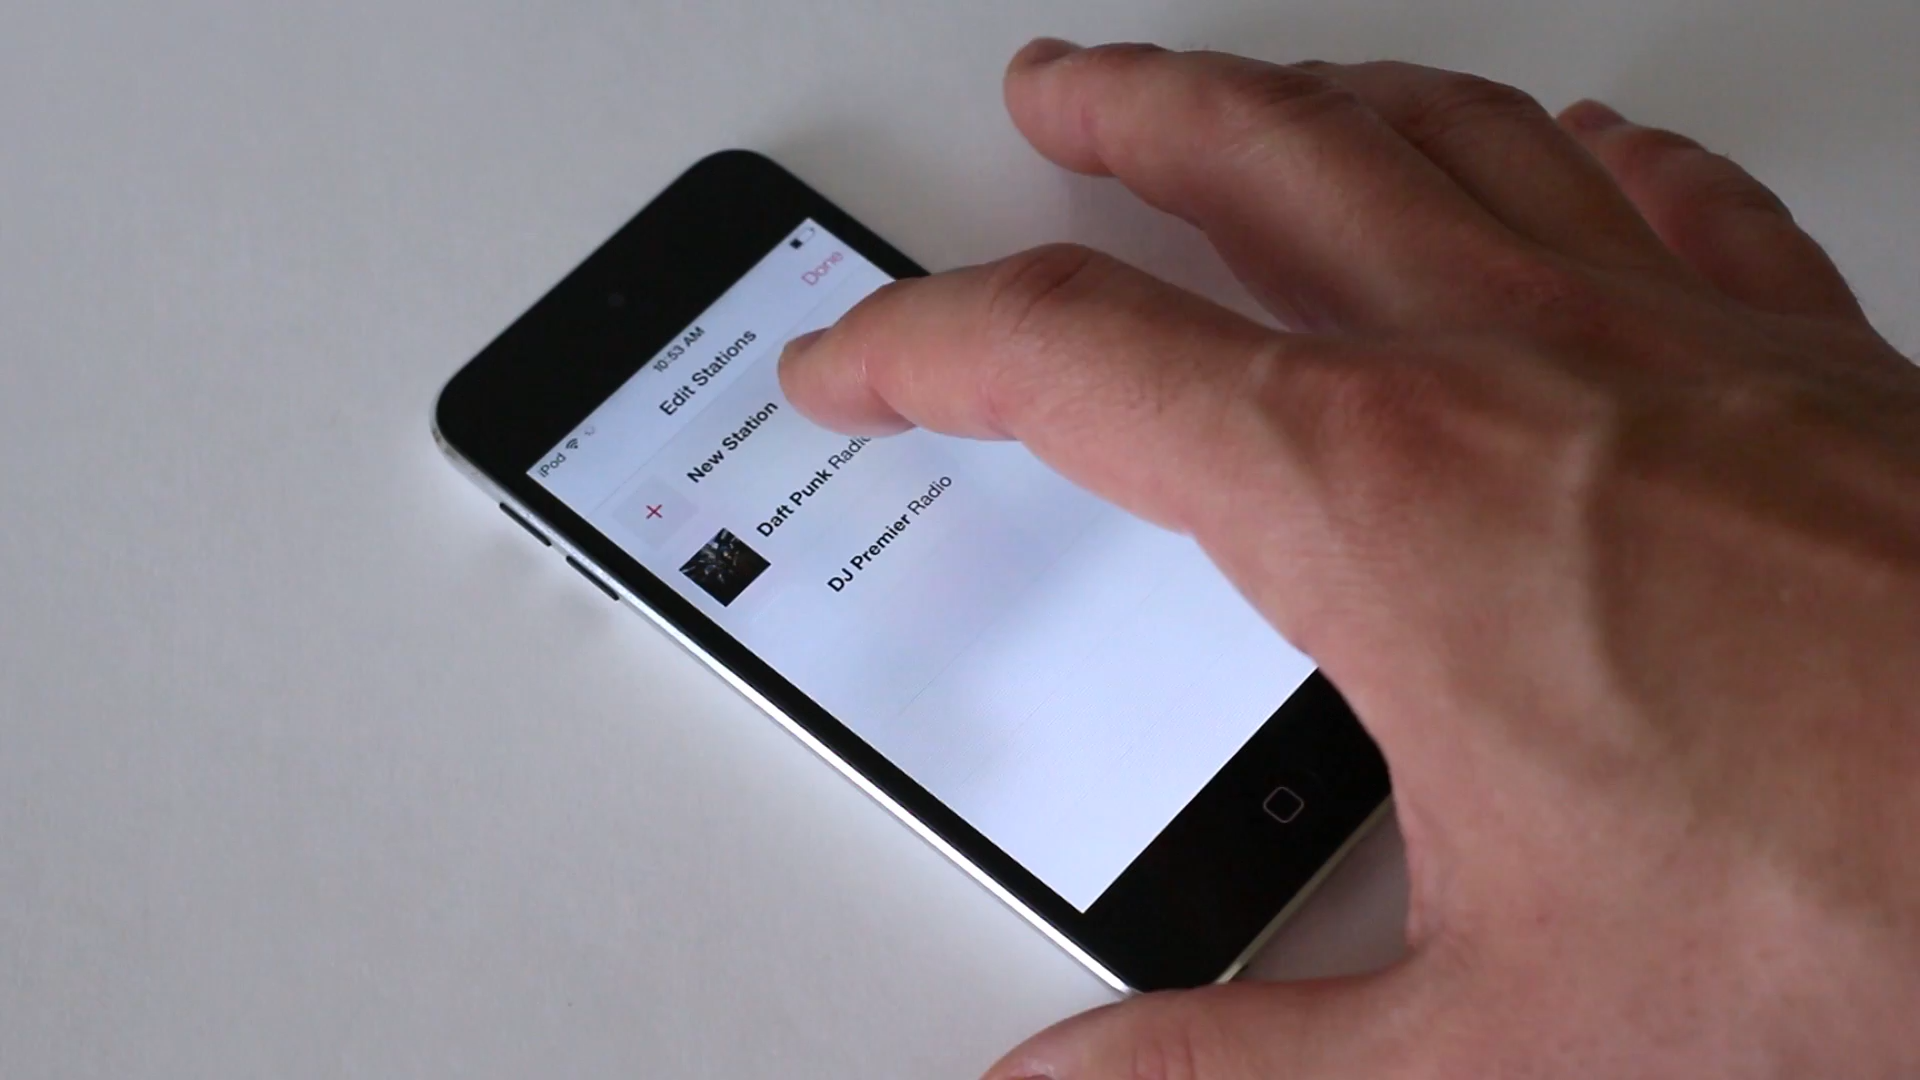 iPod 10:53 AM
Edit Stations Done
New Station
Daft Punk Radio
DJ Premier Radio